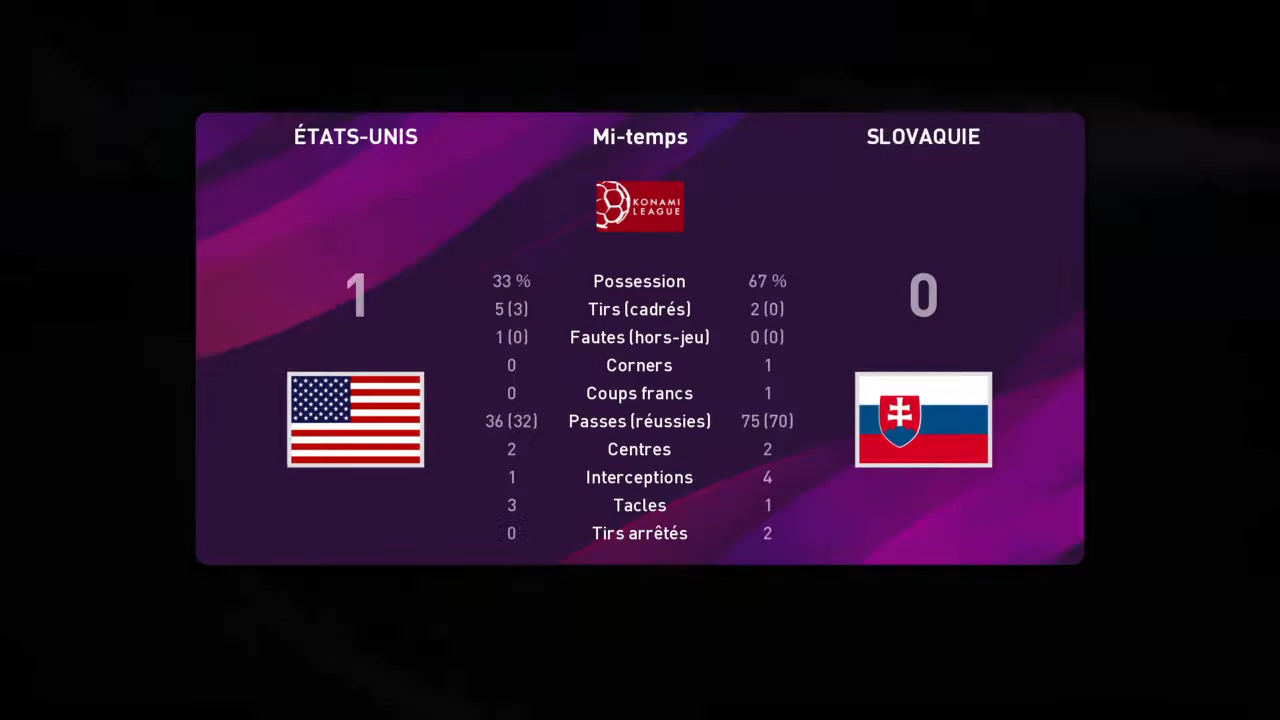 ÉTATS-UNIS Mi-temps SLOVAQUIE
KONAMI
LEAGUE
1 0
33 % Possession 67 %
5 (3) Tirs (cadrés) 2 (0)
1 (0) Fautes (hors-jeu) 0 (0)
0 Corners 1
0 Coups francs 1
36 (32) Passes (réussies) 75 (70)
2 Centres 2
1 Interceptions 4
3 Tacles 1
0 Tirs arrêtés 2